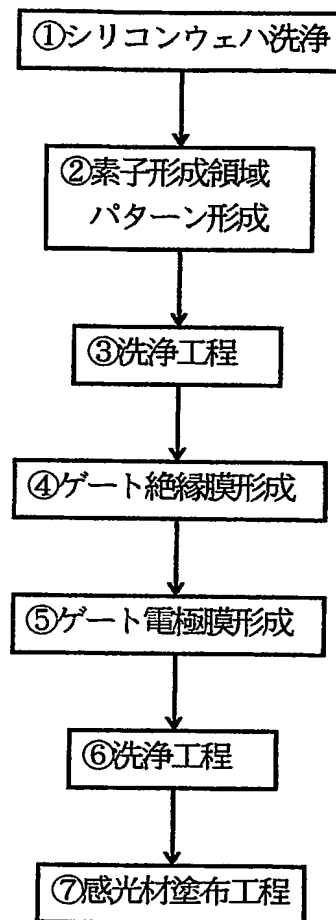 ①シリコンウェハ洗浄
②素子形成領域
パターン形成
③洗浄工程
④ゲート絶縁膜形成
⑤ゲート電極膜形成
⑥洗浄工程
⑦感光材塗布工程